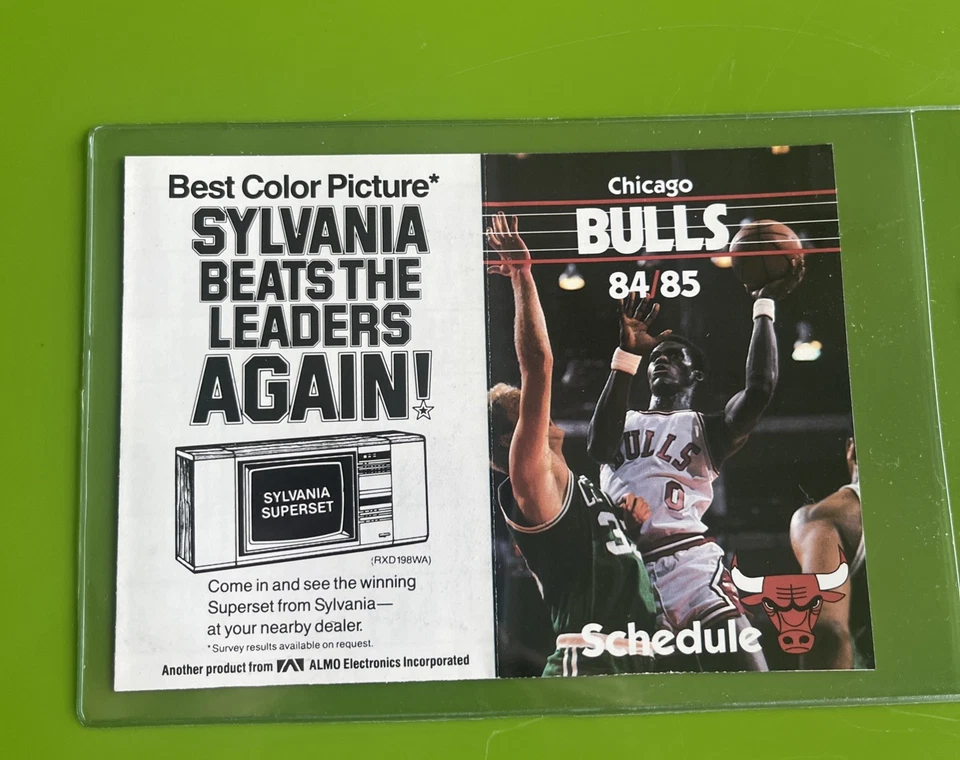 Best Color Picture*
SYLVANIA
BEATS THE
LEADERS
AGAIN!
SYLVANIA
SUPERSET
(RXD198WA)
Come in and see the winning
Superset from Sylvania—
at your nearby dealer.
*Survey results available on request.
Another product from ALMO Electronics Incorporated
Chicago
BULLS
84/85
BULLS
0
CE
3
Schedule